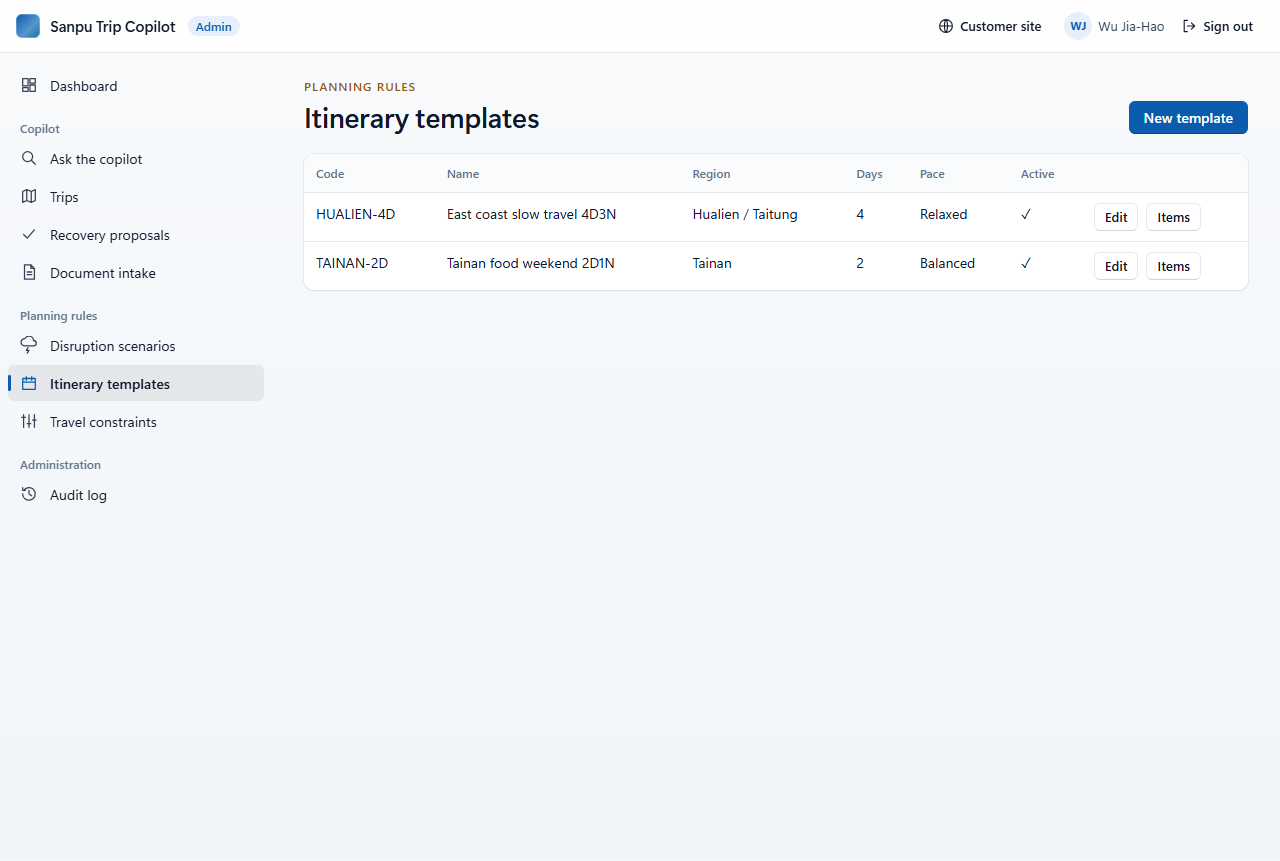 Sanpu Trip Copilot Admin Customer site WJ Wu Jia-Hao Sign out
Dashboard
Copilot
Ask the copilot
Trips
Recovery proposals
Document intake
Planning rules
Disruption scenarios
Itinerary templates
Travel constraints
Administration
Audit log
PLANNING RULES
Itinerary templates
New template
Code Name Region Days Pace Active
HUALIEN-4D East coast slow travel 4D3N Hualien / Taitung 4 Relaxed ✓ Edit Items
TAINAN-2D Tainan food weekend 2D1N Tainan 2 Balanced ✓ Edit Items